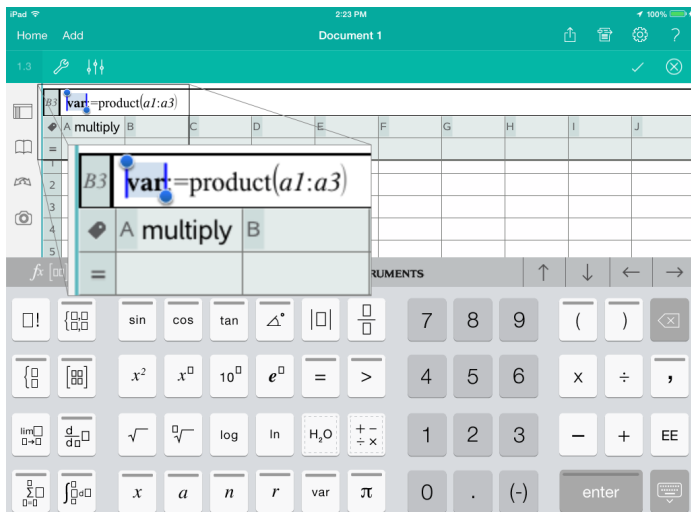 iPad 2:23 PM 100%
Home Add Document 1 ?
1.3
B3 var:=product(a1:a3)
A multiply B C D E F G H I J
=
1
2
3
4
5
B3 var:=product(a1:a3)
A multiply B
=
fx RUMENTS ↑ ↓ ← →
□! sin cos tan |□| 7 8 9 ( )
x² x□ 10□ e□ = > 4 5 6 x ÷ ,
lim□ □→□ d/d□ □ √ □√ log ln H₂O + − ÷ × 1 2 3 − + EE
Σ□ □=□ ∫□d□ x a n r var π 0 . (-) enter